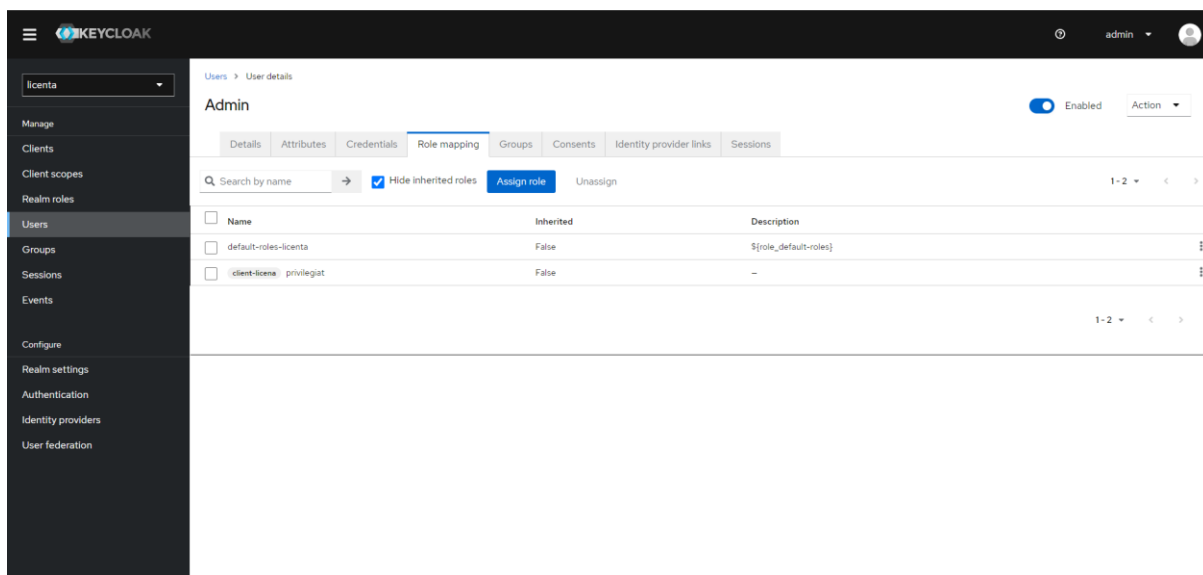 KEYCLOAK
admin
licenta
Manage
Clients
Client scopes
Realm roles
Users
Groups
Sessions
Events
Configure
Realm settings
Authentication
Identity providers
User federation
Users > User details
Admin
Enabled
Action
Details Attributes Credentials Role mapping Groups Consents Identity provider links Sessions
Search by name → Hide inherited roles Assign role Unassign 1-2
Name Inherited Description
default-roles-licenta False ${role_default-roles}
client-licena privilegiat False –
1-2